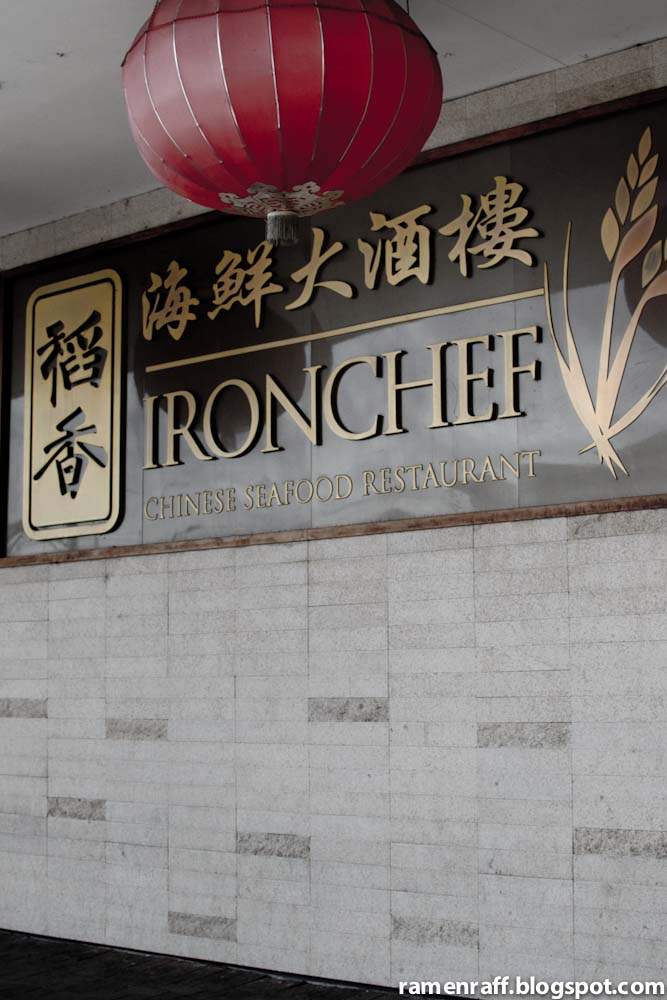 稻香
海鮮大酒樓
IRONCHEF
CHINESE SEAFOOD RESTAURANT
ramenraff.blogspot.com